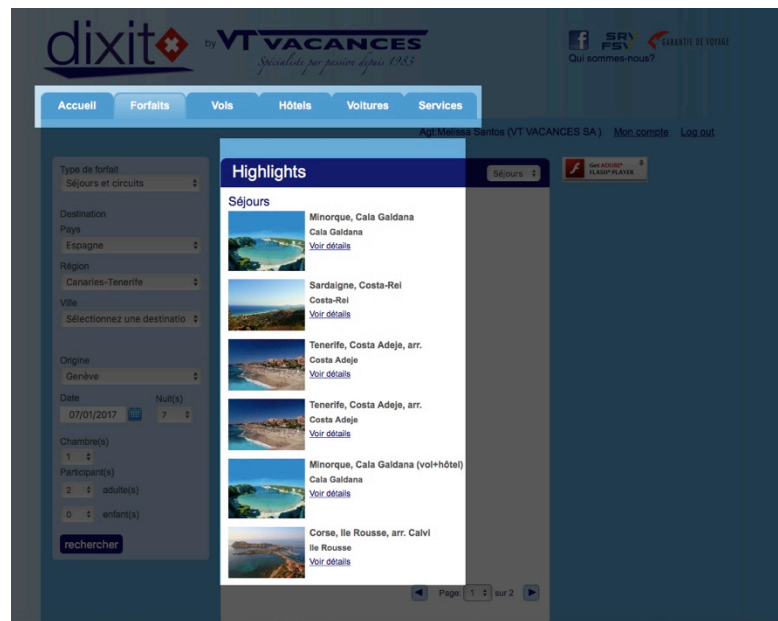 dixit by VT VACANCES
Spécialiste par passion depuis 1983
SRV
FSV
GARANTIE DE VOYAGE
Qui sommes-nous?
Accueil Forfaits Vols Hôtels Voitures Services
Agt:Melissa Santos (VT VACANCES SA ) Mon compte Log out
Type de forfait
Séjours et circuits
Destination
Pays
Espagne
Région
Canaries-Tenerife
Ville
Sélectionnez une destinatio
Origine
Genève
Date Nuit(s)
07/01/2017 7
Chambre(s)
1
Participant(s)
2 adulte(s)
0 enfant(s)
rechercher
Highlights
Séjours
Séjours
Minorque, Cala Galdana
Cala Galdana
Voir détails
Sardaigne, Costa-Rei
Costa-Rei
Voir détails
Tenerife, Costa Adeje, arr.
Costa Adeje
Voir détails
Tenerife, Costa Adeje, arr.
Costa Adeje
Voir détails
Minorque, Cala Galdana (vol+hôtel)
Cala Galdana
Voir détails
Corse, Ile Rousse, arr. Calvi
Ile Rousse
Voir détails
Page: 1 sur 2
Get ADOBE®
FLASH® PLAYER